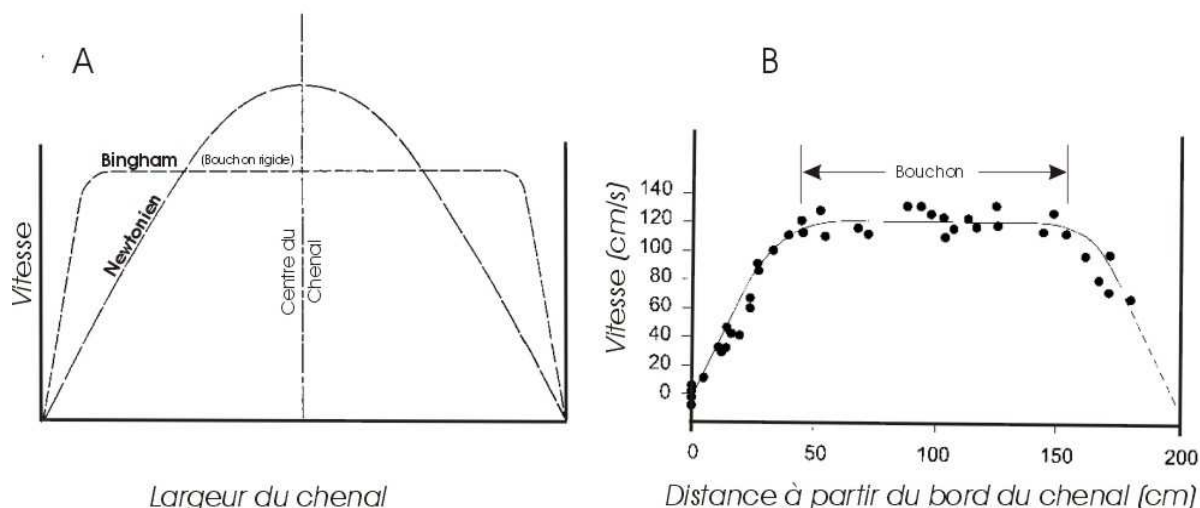 A
Bingham (Bouchon rigide)
Newtonien
Vitesse
Centre du
Chenal
Largeur du chenal
B
Bouchon
Vitesse (cm/s)
140
120
100
80
60
40
20
0
0 50 100 150 200
Distance à partir du bord du chenal (cm)